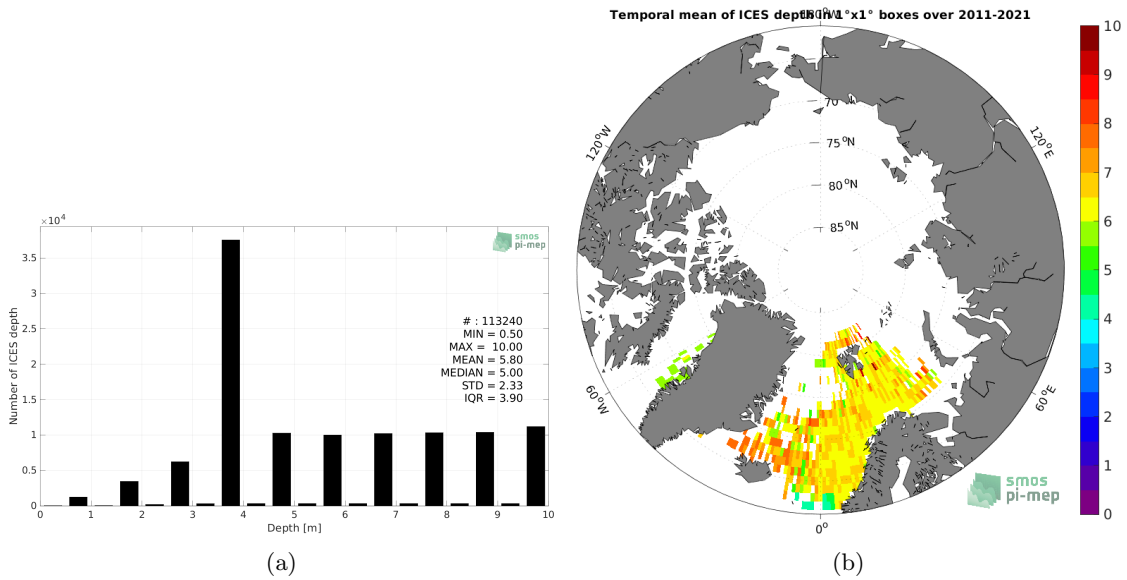 ×10⁴
3.5
3
2.5
2
1.5
1
0.5
0
Number of ICES depth
0 1 2 3 4 5 6 7 8 9 10
Depth [m]
smos
pi-mep
# : 113240
MIN = 0.50
MAX = 10.00
MEAN = 5.80
MEDIAN = 5.00
STD = 2.33
IQR = 3.90
(a)
Temporal mean of ICES depth in 1°x1° boxes over 2011-2021
180°W
120°W
120°E
60°W
60°E
0°
70
75°N
80°N
85°N
smos
pi-mep
10
9
8
7
6
5
4
3
2
1
0
(b)